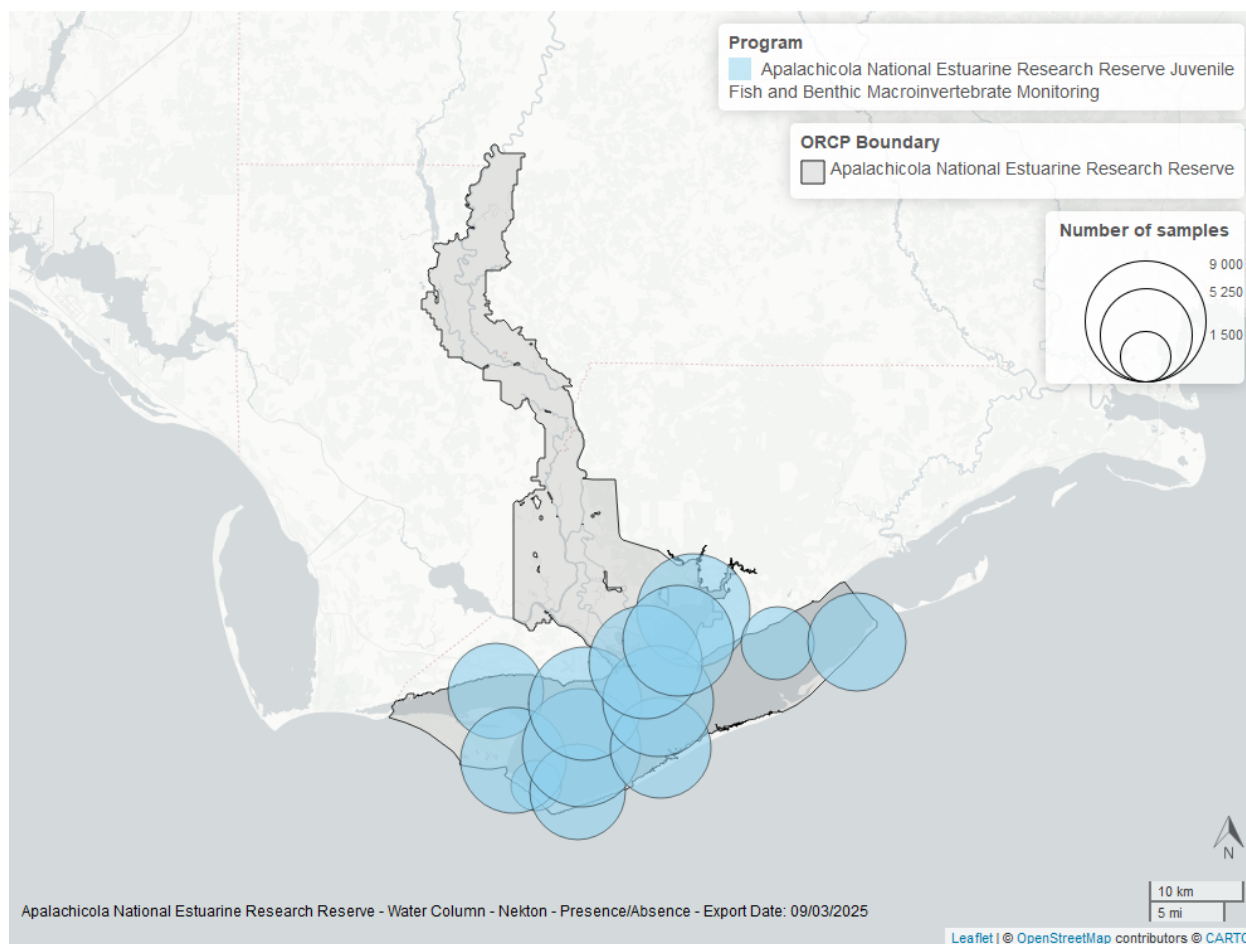 Program
Apalachicola National Estuarine Research Reserve Juvenile
Fish and Benthic Macroinvertebrate Monitoring
ORCP Boundary
Apalachicola National Estuarine Research Reserve
Number of samples
9 000
5 250
1 500
N
10 km
5 mi
Apalachicola National Estuarine Research Reserve - Water Column - Nekton - Presence/Absence - Export Date: 09/03/2025
Leaflet | © OpenStreetMap contributors © CARTO